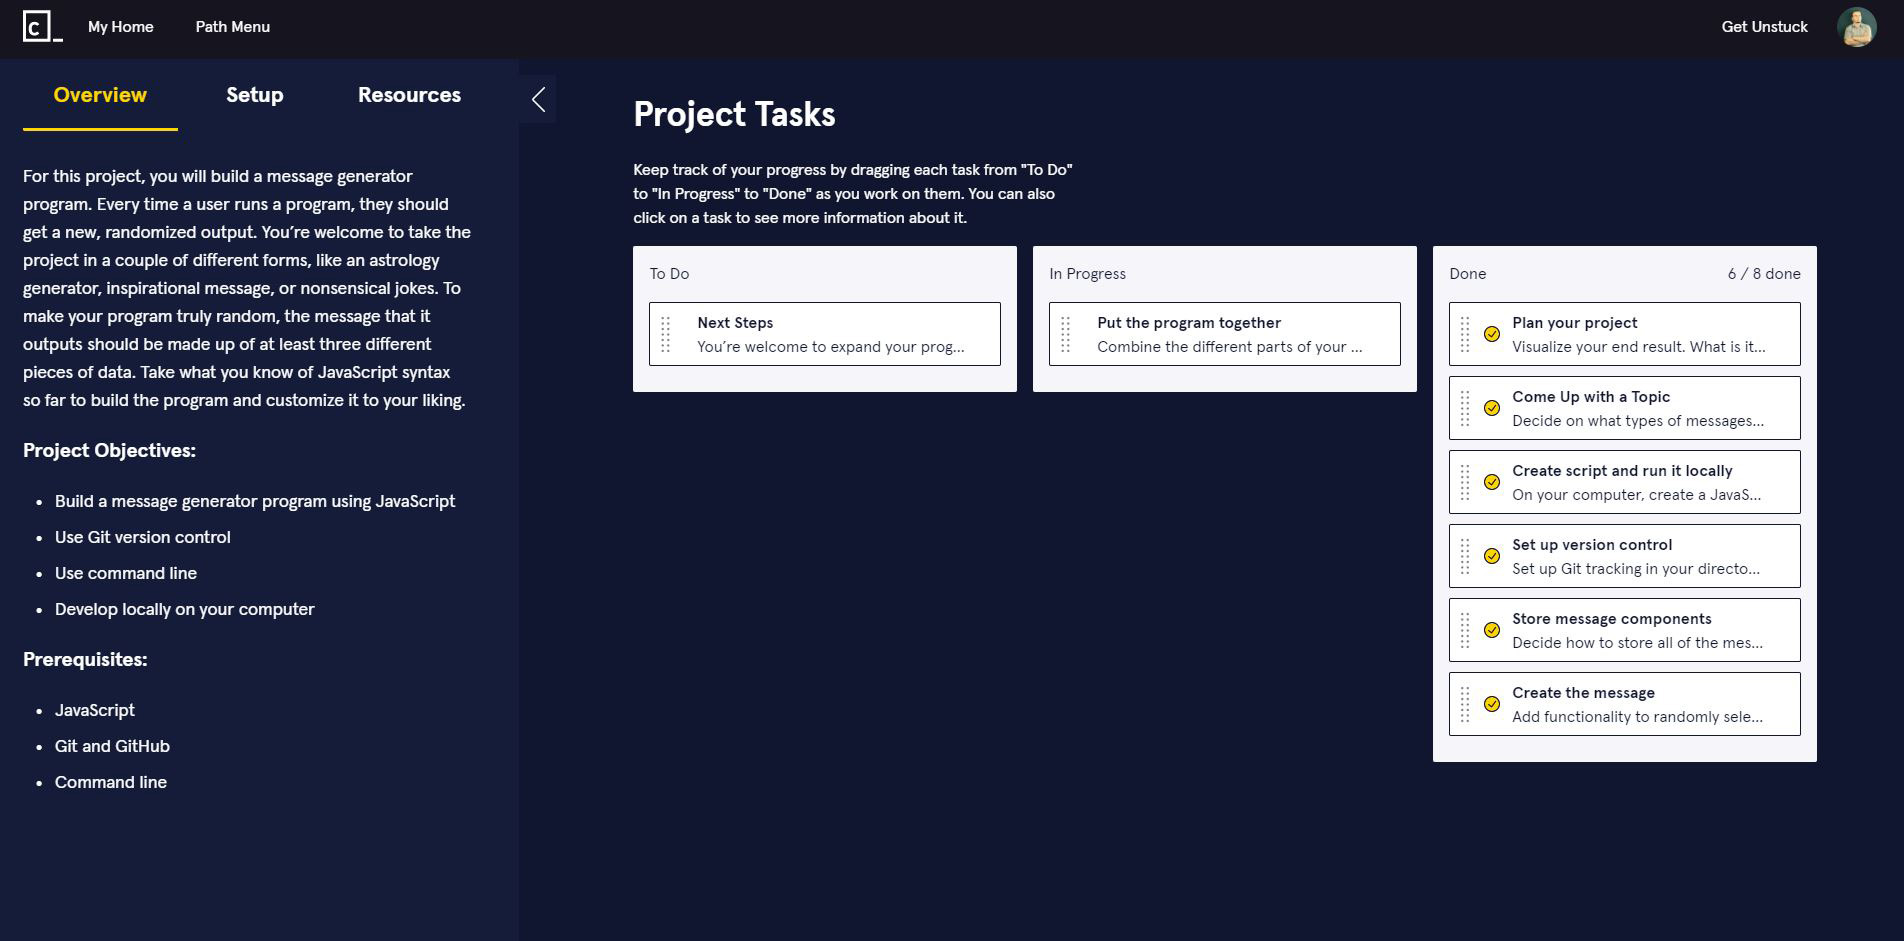 C_
My Home
Path Menu
Get Unstuck
Overview
Setup
Resources
For this project, you will build a message generator
program. Every time a user runs a program, they should
get a new, randomized output. You’re welcome to take the
project in a couple of different forms, like an astrology
generator, inspirational message, or nonsensical jokes. To
make your program truly random, the message that it
outputs should be made up of at least three different
pieces of data. Take what you know of JavaScript syntax
so far to build the program and customize it to your liking.
Project Objectives:
• Build a message generator program using JavaScript
• Use Git version control
• Use command line
• Develop locally on your computer
Prerequisites:
• JavaScript
• Git and GitHub
• Command line
Project Tasks
Keep track of your progress by dragging each task from "To Do"
to "In Progress" to "Done" as you work on them. You can also
click on a task to see more information about it.
To Do
Next Steps
You’re welcome to expand your prog...
In Progress
Put the program together
Combine the different parts of your ...
Done
6 / 8 done
Plan your project
Visualize your end result. What is it...
Come Up with a Topic
Decide on what types of messages...
Create script and run it locally
On your computer, create a JavaS...
Set up version control
Set up Git tracking in your directo...
Store message components
Decide how to store all of the mes...
Create the message
Add functionality to randomly sele...